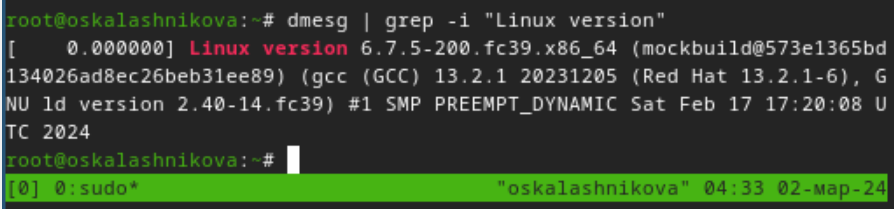 root@oskalashnikova:~# dmesg | grep -i "Linux version"
[    0.000000] Linux version 6.7.5-200.fc39.x86_64 (mockbuild@573e1365bd
134026ad8ec26beb31ee89) (gcc (GCC) 13.2.1 20231205 (Red Hat 13.2.1-6), G
NU ld version 2.40-14.fc39) #1 SMP PREEMPT_DYNAMIC Sat Feb 17 17:20:08 U
TC 2024
root@oskalashnikova:~#
[0] 0:sudo* "oskalashnikova" 04:33 02-мар-24